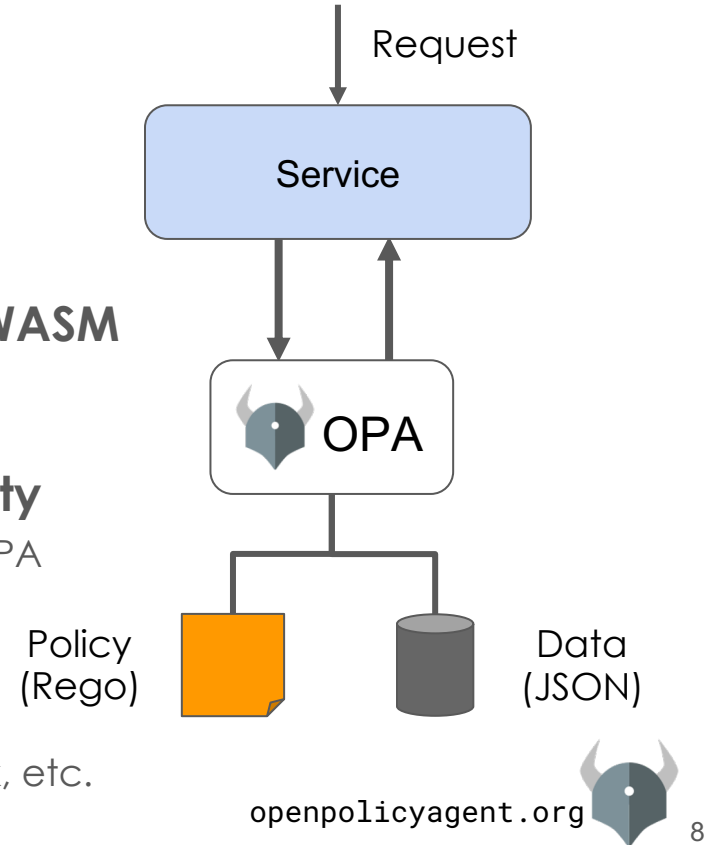 Request
Service
WASM
OPA
ty
PA
Policy
(Rego)
Data
(JSON)
, etc.
openpolicyagent.org
8